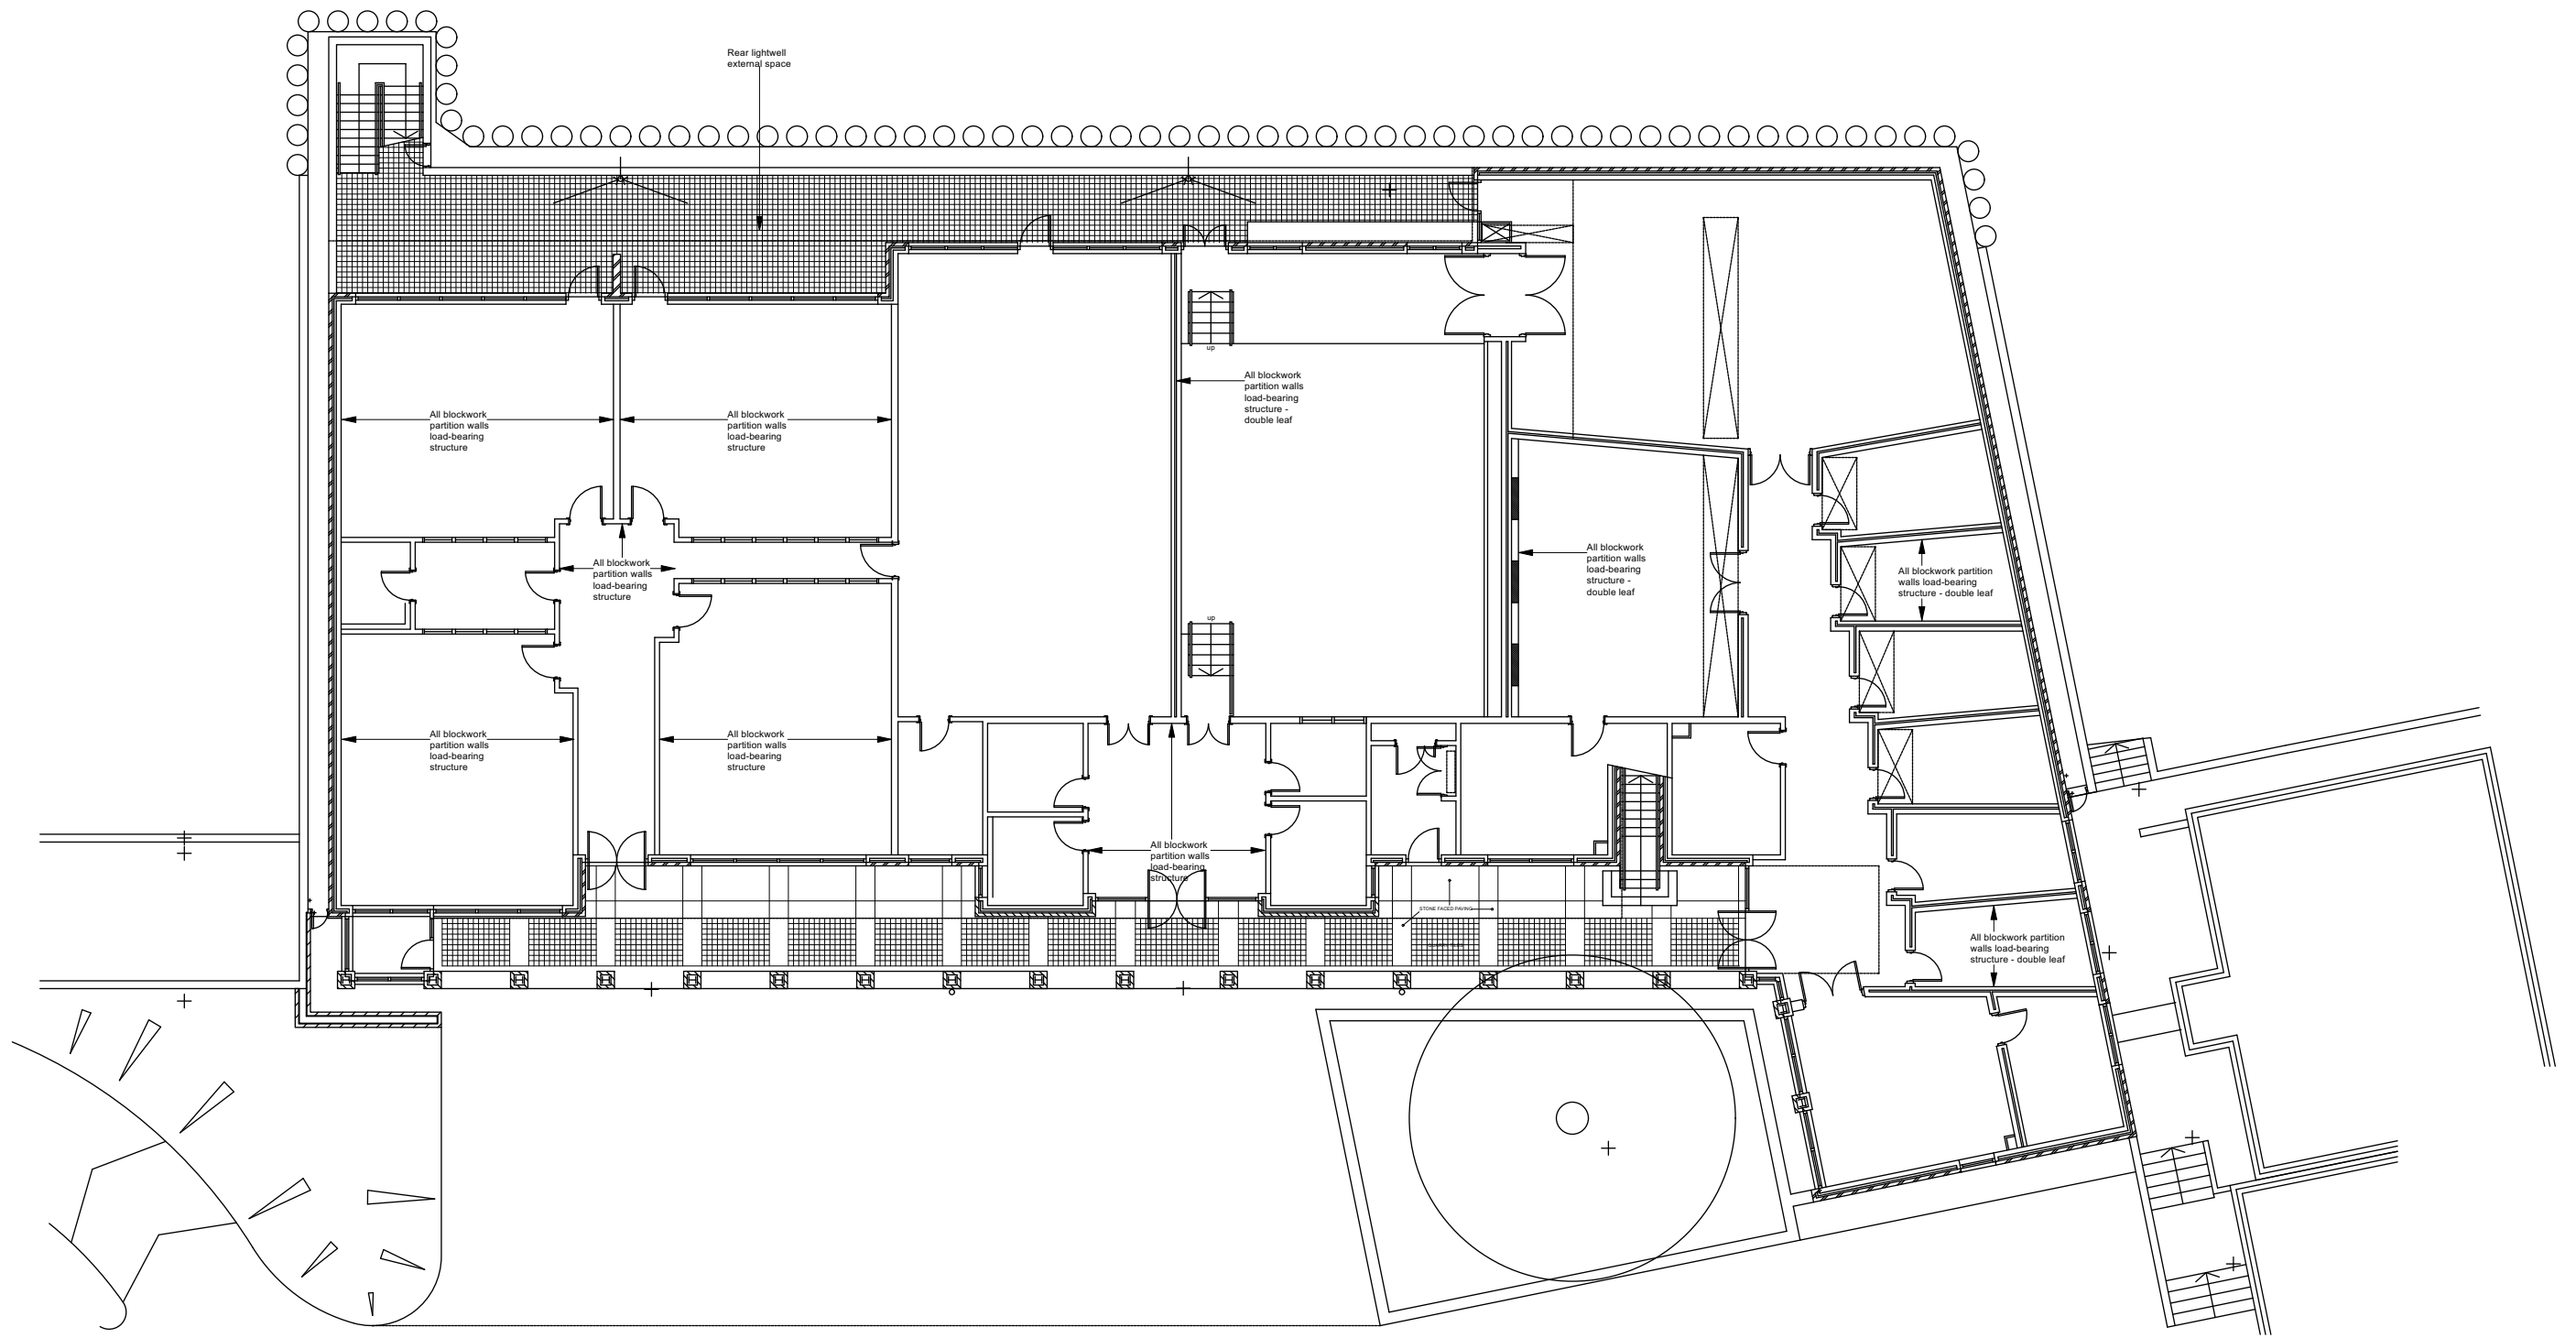 Rear lightwell
external space
up
All blockwork
partition walls
load-bearing
structure -
double leaf
All blockwork
partition walls
load-bearing
structure
All blockwork
partition walls
load-bearing
structure
All blockwork
partition walls
load-bearing
structure
All blockwork
partition walls
load-bearing
structure -
double leaf
All blockwork partition
walls load-bearing
structure - double leaf
up
All blockwork
partition walls
load-bearing
structure
All blockwork
partition walls
load-bearing
structure
All blockwork
partition walls
load-bearing
structure
STONE FACED PAVING
All blockwork partition
walls load-bearing
structure - double leaf